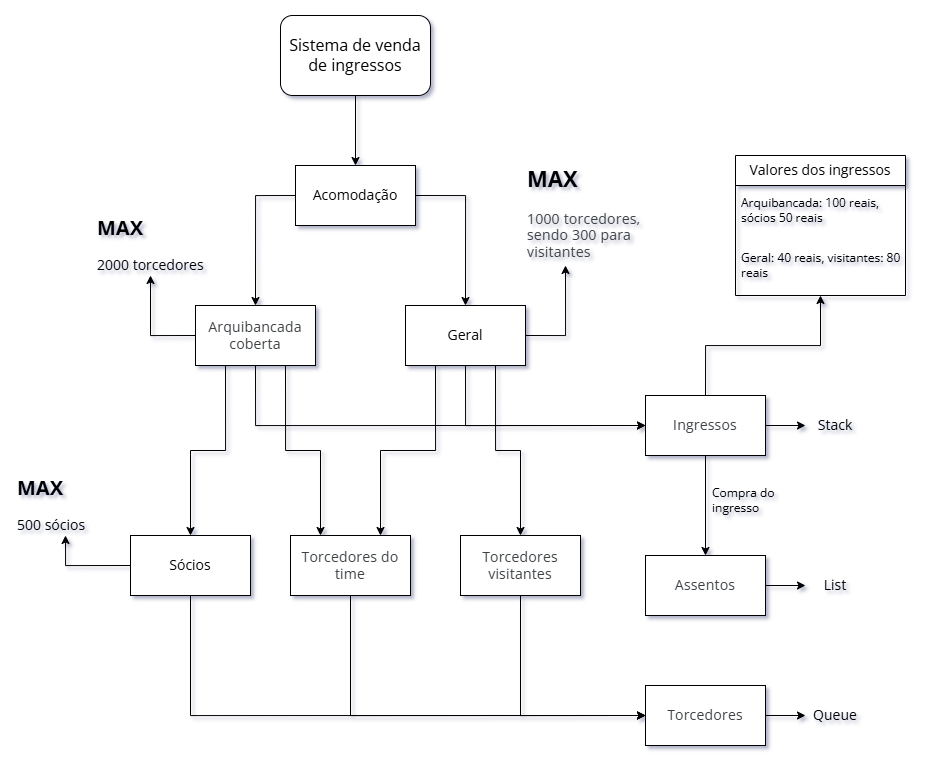 Sistema de venda
de ingressos
Acomodação
MAX
1000 torcedores,
sendo 300 para
visitantes
Valores dos ingressos
Arquibancada: 100 reais,
sócios 50 reais
Geral: 40 reais, visitantes: 80
reais
MAX
2000 torcedores
Arquibancada
coberta
Geral
Ingressos
Stack
Compra do
ingresso
MAX
500 sócios
Sócios
Torcedores do
time
Torcedores
visitantes
Assentos
List
Torcedores
Queue